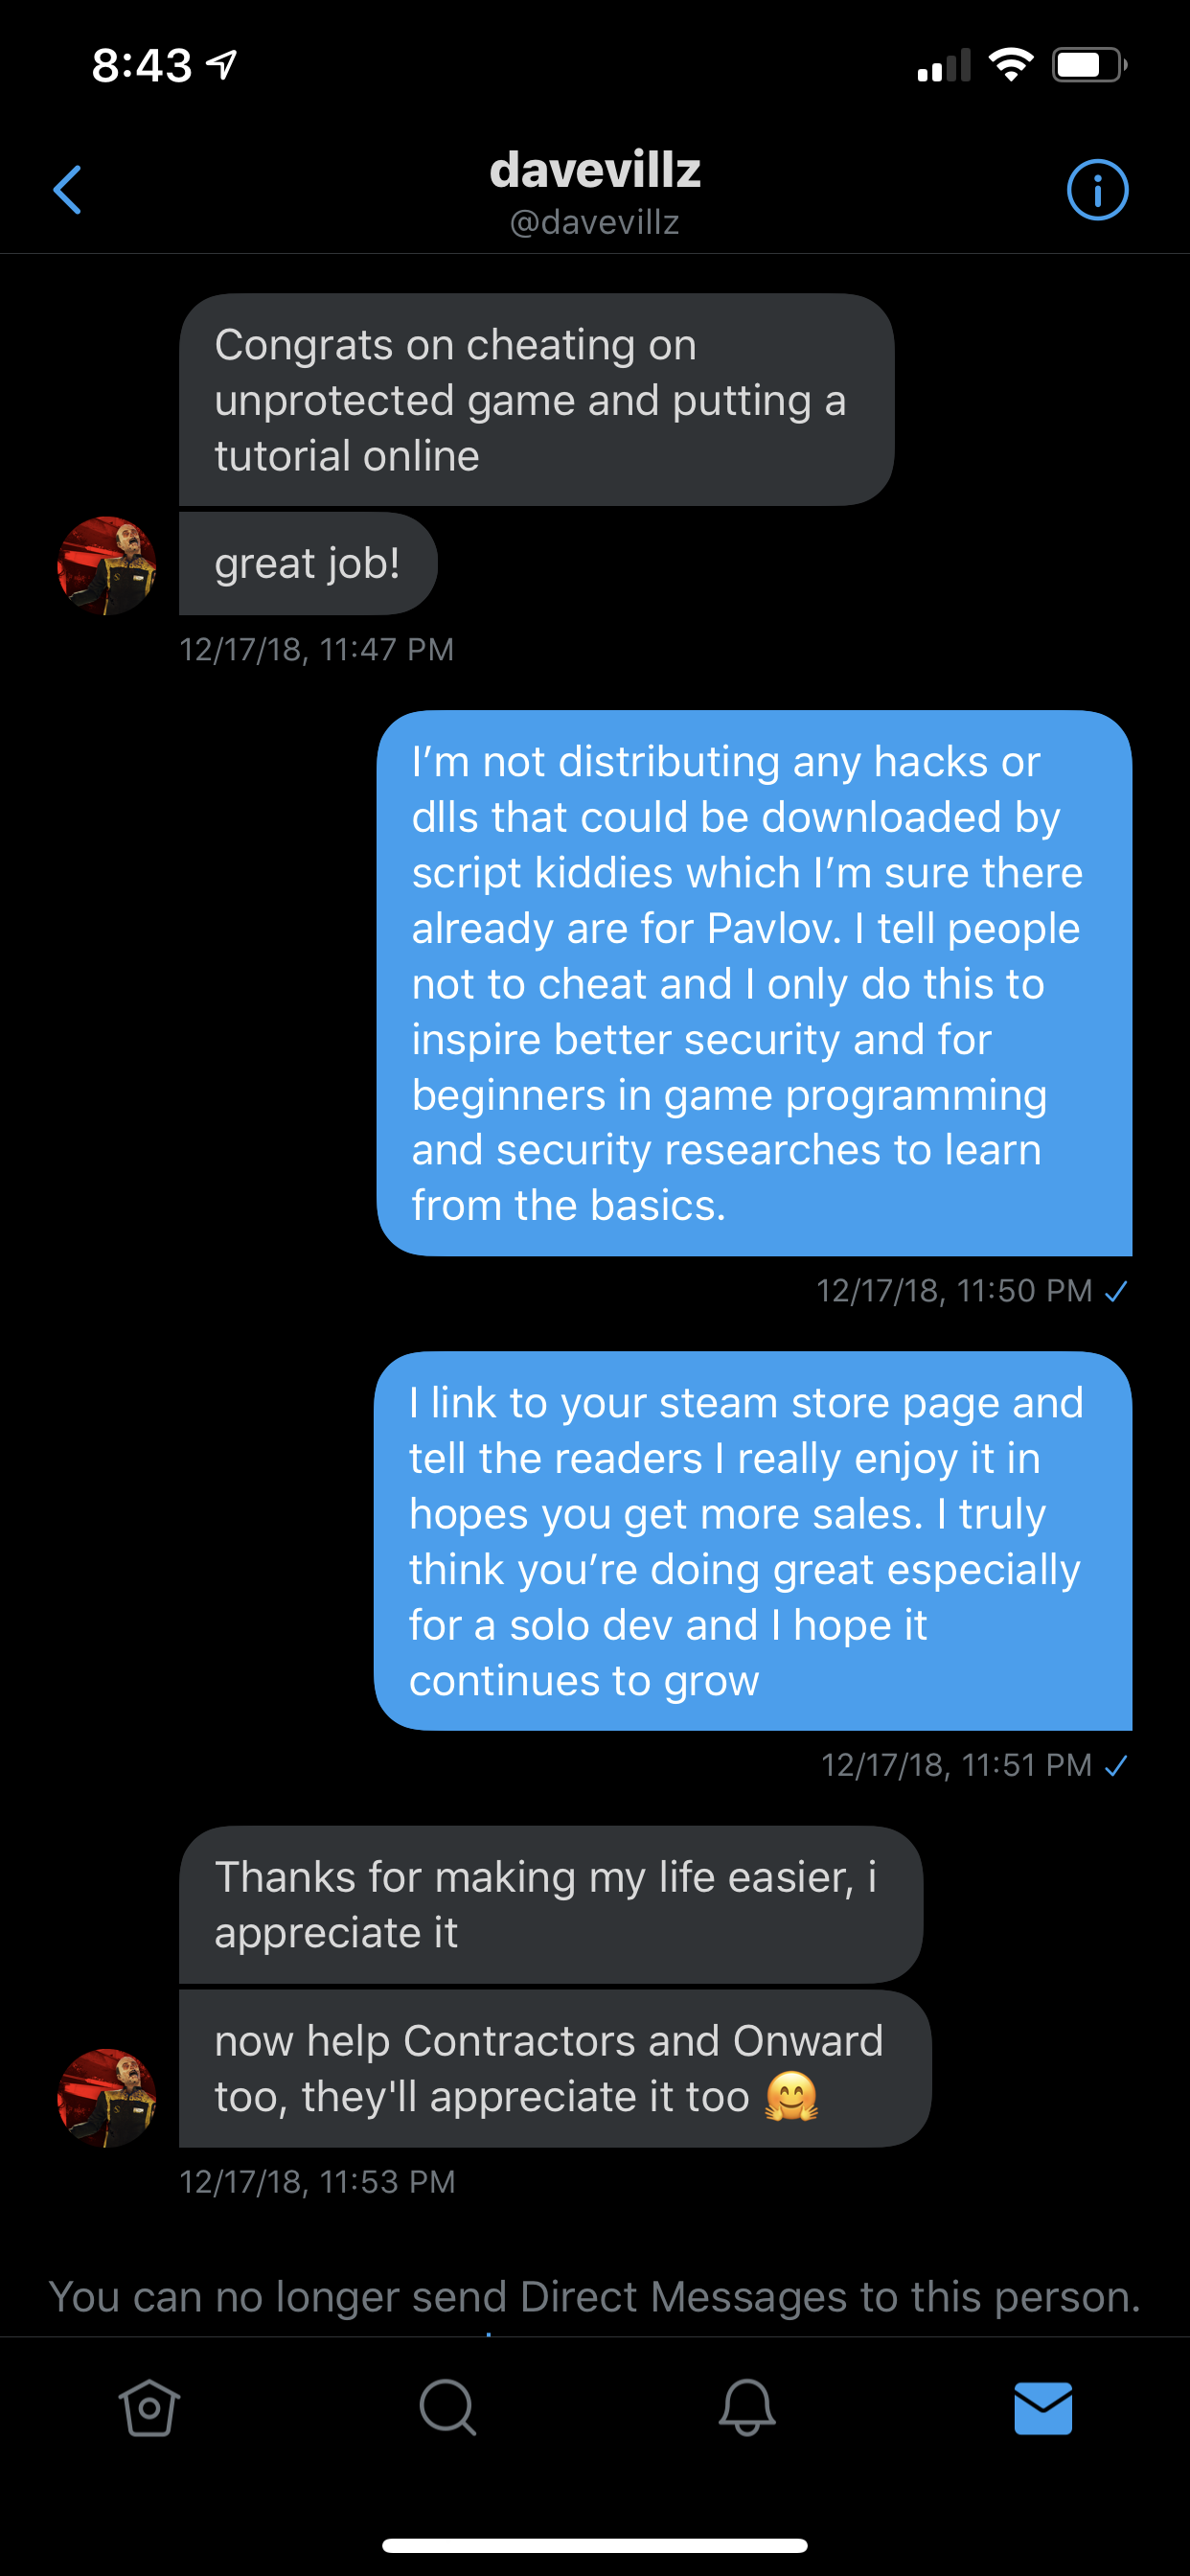 8:43
davevillz
@davevillz
Congrats on cheating on
unprotected game and putting a
tutorial online
great job!
12/17/18, 11:47 PM
I’m not distributing any hacks or
dlls that could be downloaded by
script kiddies which I’m sure there
already are for Pavlov. I tell people
not to cheat and I only do this to
inspire better security and for
beginners in game programming
and security researches to learn
from the basics.
12/17/18, 11:50 PM ✓
I link to your steam store page and
tell the readers I really enjoy it in
hopes you get more sales. I truly
think you’re doing great especially
for a solo dev and I hope it
continues to grow
12/17/18, 11:51 PM ✓
Thanks for making my life easier, i
appreciate it
now help Contractors and Onward
too, they'll appreciate it too 🤗
12/17/18, 11:53 PM
You can no longer send Direct Messages to this person.